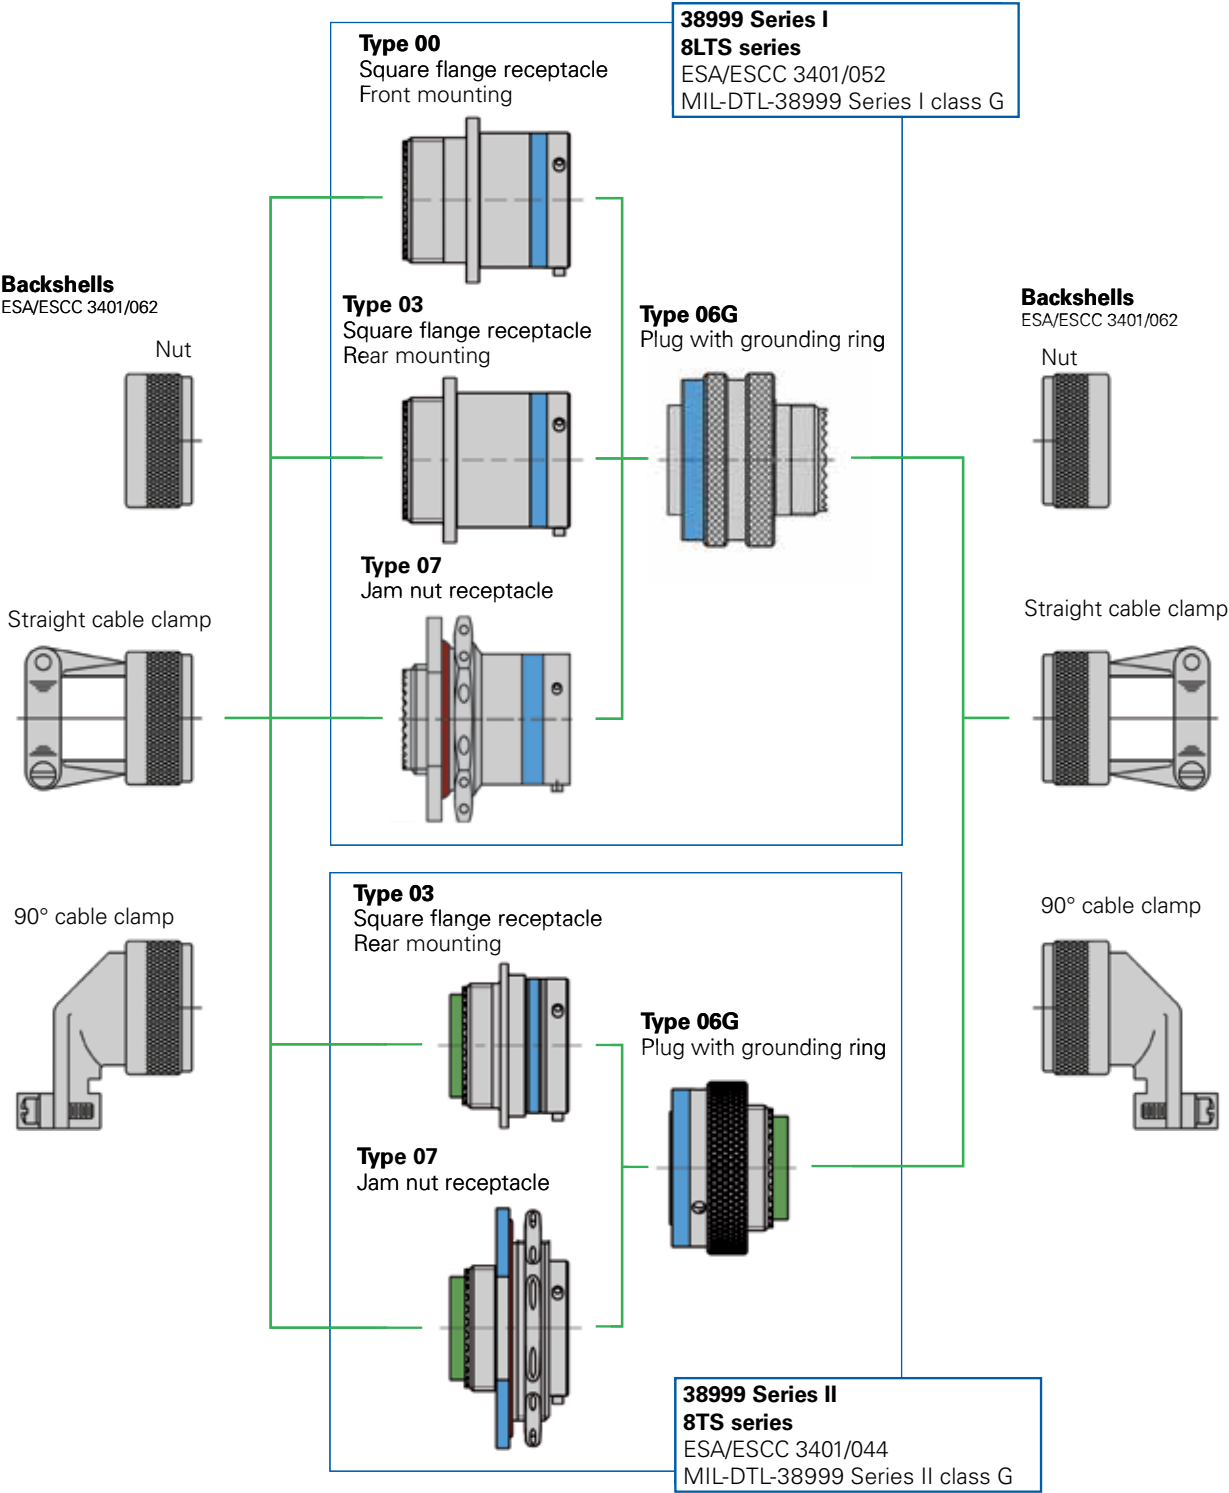 38999 Series I
8LTS series
ESA/ESCC 3401/052
MIL-DTL-38999 Series I class G
Type 00
Square flange receptacle
Front mounting
Backshells
ESA/ESCC 3401/062
Nut
Straight cable clamp
90° cable clamp
Type 03
Square flange receptacle
Rear mounting
Type 06G
Plug with grounding ring
Type 07
Jam nut receptacle
Backshells
ESA/ESCC 3401/062
Nut
Straight cable clamp
90° cable clamp
Type 03
Square flange receptacle
Rear mounting
Type 06G
Plug with grounding ring
Type 07
Jam nut receptacle
38999 Series II
8TS series
ESA/ESCC 3401/044
MIL-DTL-38999 Series II class G